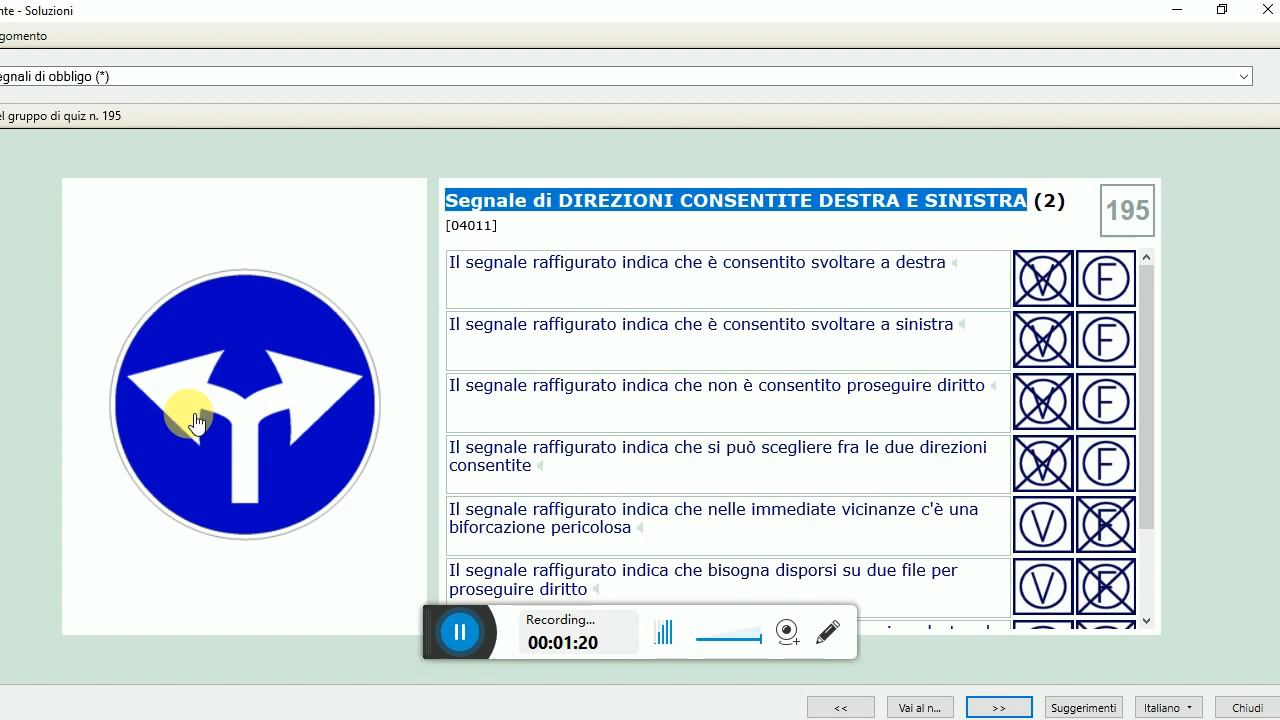 nte - Soluzioni
gomento
egnali di obbligo (*)
el gruppo di quiz n. 195
Segnale di DIREZIONI CONSENTITE DESTRA E SINISTRA (2)
195
[04011]
Il segnale raffigurato indica che è consentito svoltare a destra
V F
Il segnale raffigurato indica che è consentito svoltare a sinistra
V F
Il segnale raffigurato indica che non è consentito proseguire diritto
V F
Il segnale raffigurato indica che si può scegliere fra le due direzioni
consentite
V F
Il segnale raffigurato indica che nelle immediate vicinanze c'è una
biforcazione pericolosa
V F
Il segnale raffigurato indica che bisogna disporsi su due file per
proseguire diritto
V F
Recording...
00:01:20
<< Vai al n... >> Suggerimenti Italiano Chiudi